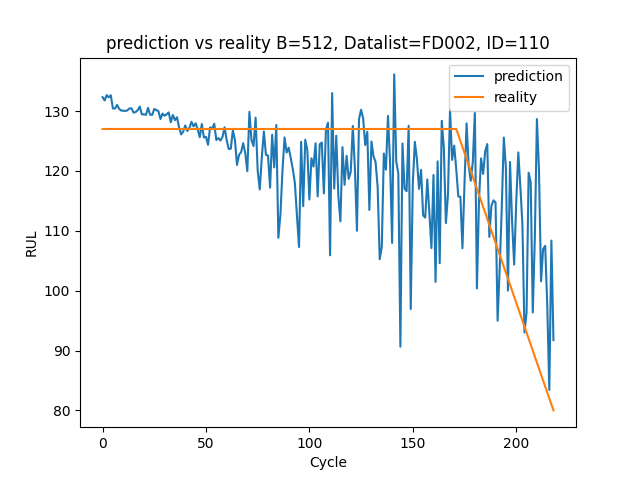 prediction vs reality B=512, Datalist=FD002, ID=110
prediction
reality
130
120
110
100
90
80
RUL
0
50
100
150
200
Cycle